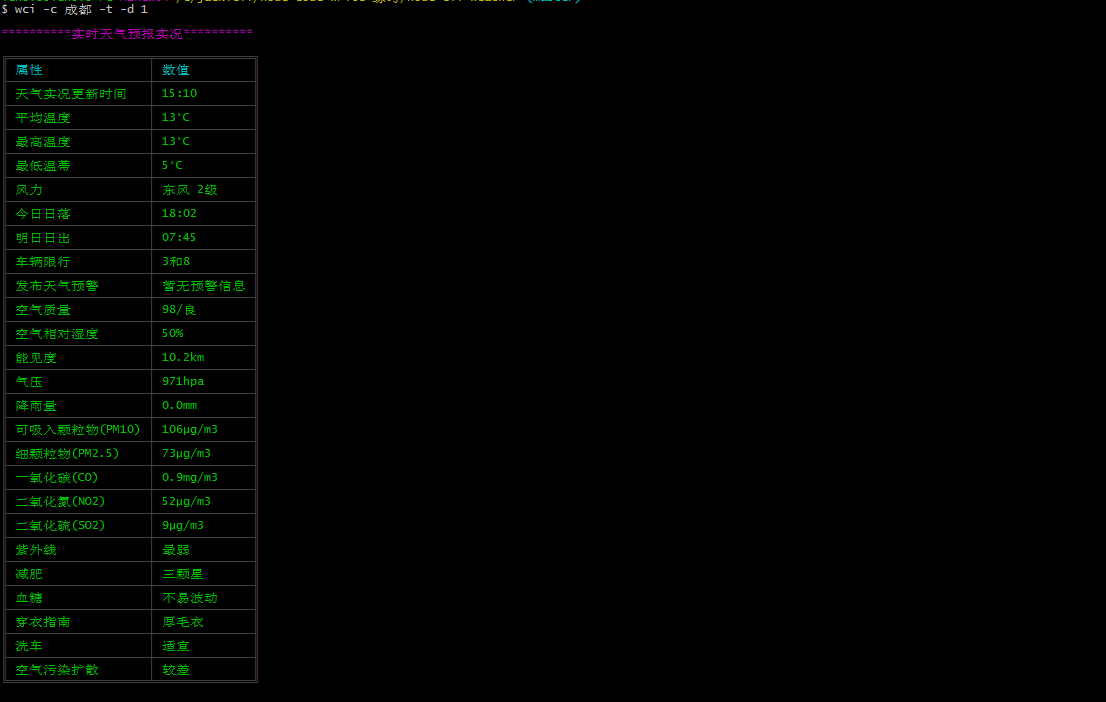 $ wci -c 成都 -t -d 1
**********实时天气预报实况**********
属性 数值
天气实况更新时间 15:10
平均温度 13°C
最高温度 13°C
最低温蒂 5°C
风力 东风 2级
今日日落 18:02
明日日出 07:45
车辆限行 3和8
发布天气预警 暂无预警信息
空气质量 98/良
空气相对湿度 50%
能见度 10.2km
气压 971hpa
降雨量 0.0mm
可吸入颗粒物(PM10) 106μg/m3
细颗粒物(PM2.5) 73μg/m3
一氧化碳(CO) 0.9mg/m3
二氧化氮(NO2) 52μg/m3
二氧化硫(SO2) 9μg/m3
紫外线 最弱
减肥 三颗星
血糖 不易波动
穿衣指南 厚毛衣
洗车 适宜
空气污染扩散 较差